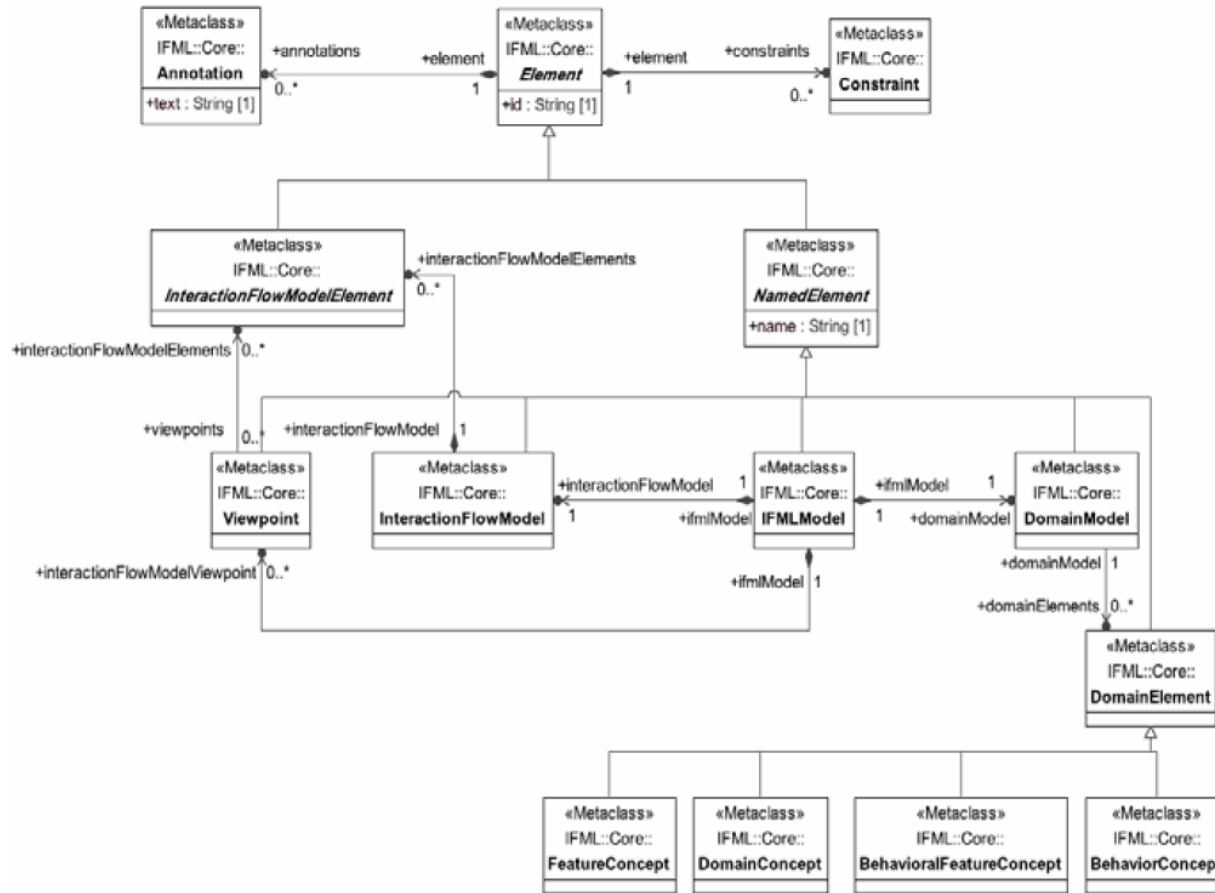 «Metaclass»
IFML::Core::
Annotation
+text : String [1]
+annotations
0..*
+element
1
«Metaclass»
IFML::Core::
Element
+id : String [1]
+element
1
+constraints
0..*
«Metaclass»
IFML::Core::
Constraint
«Metaclass»
IFML::Core::
InteractionFlowModelElement
+interactionFlowModelElements
0..*
«Metaclass»
IFML::Core::
NamedElement
+name : String [1]
+interactionFlowModelElements
0..*
+viewpoints
0..*
+interactionFlowModel
1
«Metaclass»
IFML::Core::
Viewpoint
«Metaclass»
IFML::Core::
InteractionFlowModel
+interactionFlowModel
1
1
+ifmlModel
«Metaclass»
IFML::Core::
IFMLModel
+ifmlModel
1
1
+domainModel
«Metaclass»
IFML::Core::
DomainModel
+interactionFlowModelViewpoint
0..*
+ifmlModel
1
+domainModel
1
+domainElements
0..*
«Metaclass»
IFML::Core::
DomainElement
«Metaclass»
IFML::Core::
FeatureConcept
«Metaclass»
IFML::Core::
DomainConcept
«Metaclass»
IFML::Core::
BehavioralFeatureConcept
«Metaclass»
IFML::Core::
BehaviorConcept